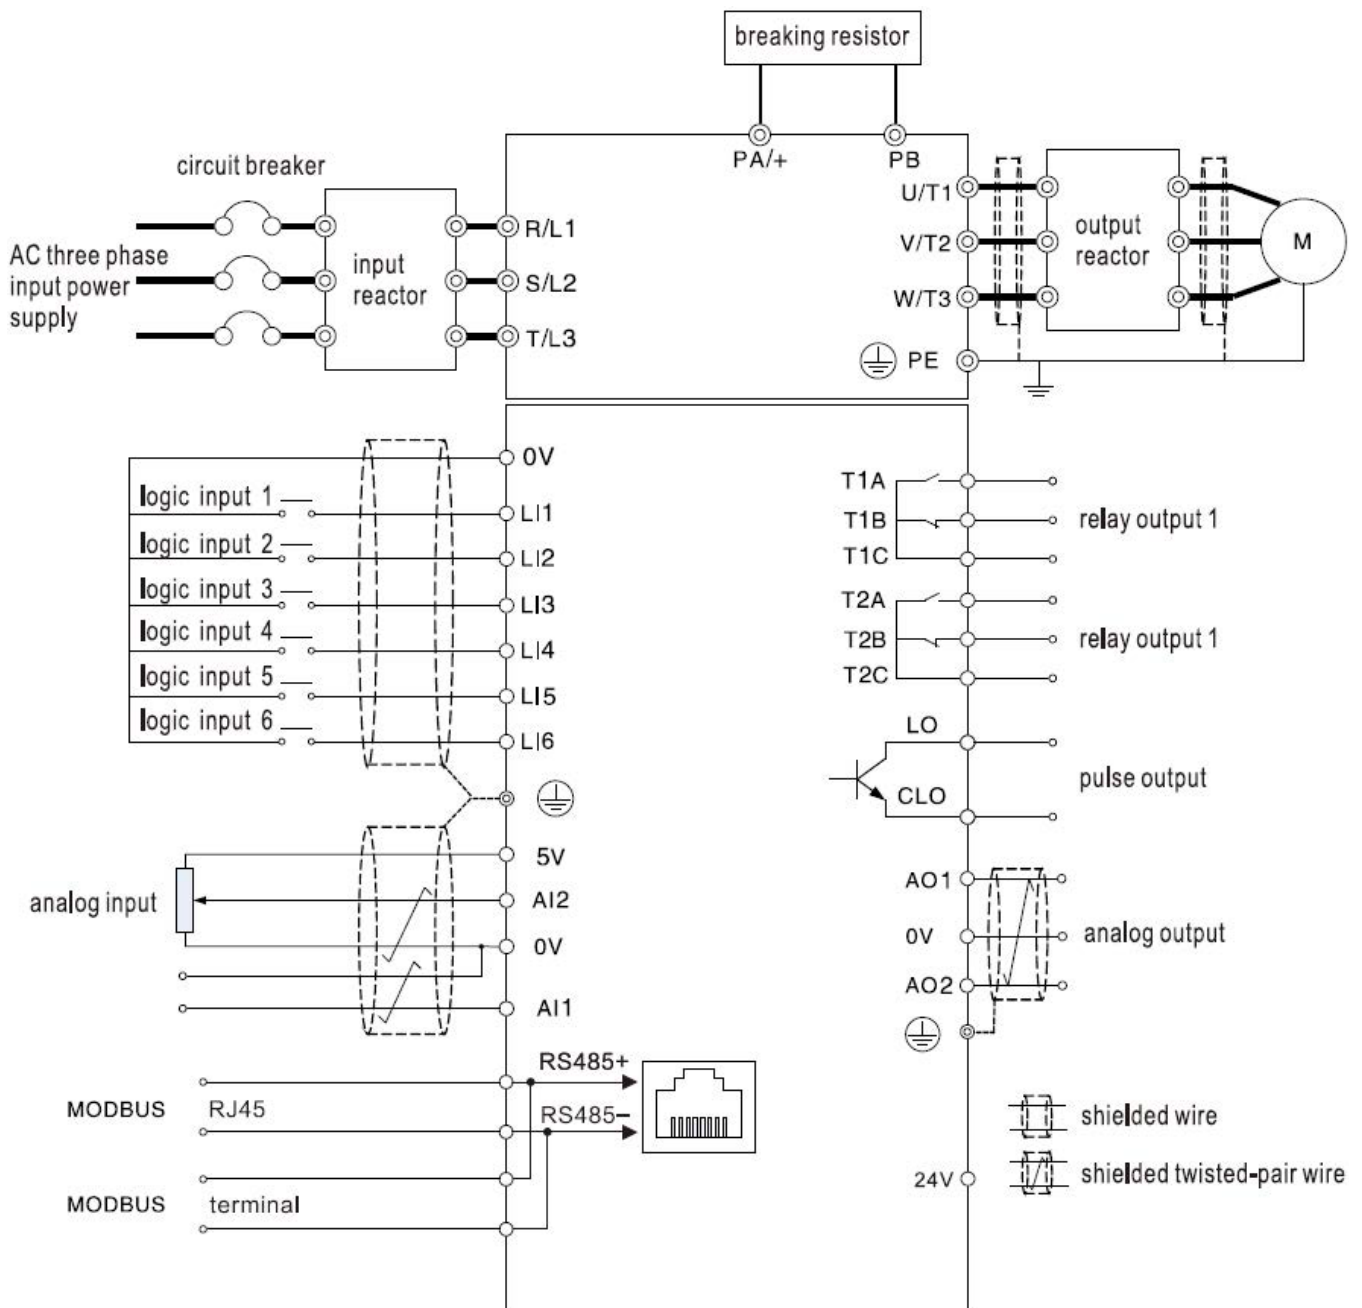 breaking resistor
PA/+
PB
circuit breaker
AC three phase
input power
supply
input
reactor
R/L1
S/L2
T/L3
U/T1
V/T2
W/T3
PE
output
reactor
M
0V
logic input 1
LI1
logic input 2
LI2
logic input 3
LI3
logic input 4
LI4
logic input 5
LI5
logic input 6
LI6
T1A
T1B
T1C
relay output 1
T2A
T2B
T2C
relay output 1
LO
CLO
pulse output
analog input
5V
AI2
0V
AI1
AO1
0V
AO2
analog output
MODBUS
RJ45
RS485+
RS485−
MODBUS
terminal
24V
shielded wire
shielded twisted-pair wire